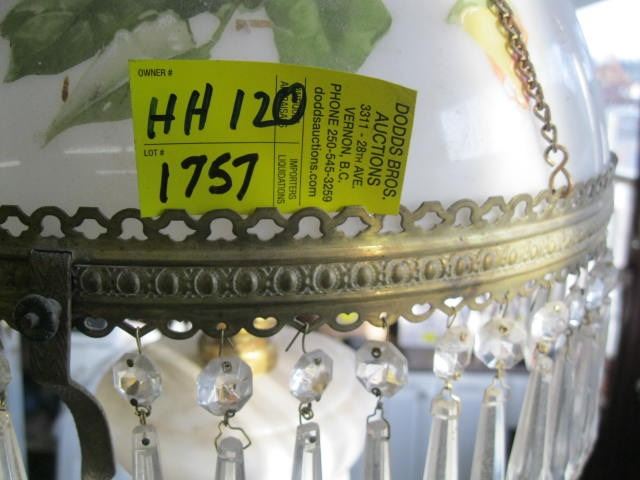 OWNER #
HH 120
LOT #
1757
IMPORTERS
LIQUIDATIONS
DODDS BROS.
AUCTIONS
3311 - 28TH AVE.
VERNON, B.C.
PHONE 250-545-3259
doddsauctions.com